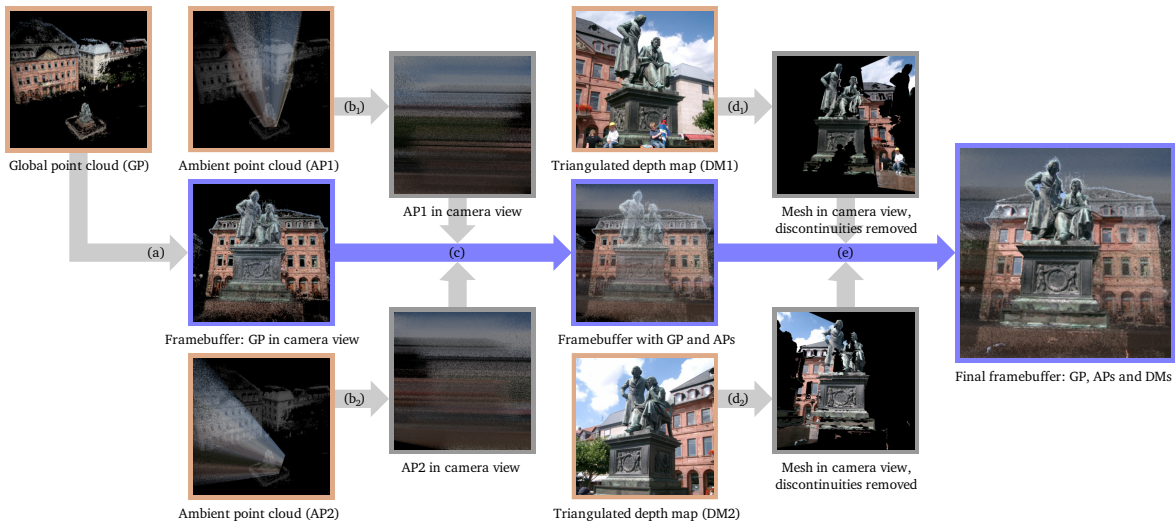 Global point cloud (GP)
Ambient point cloud (AP1)
(b₁)
AP1 in camera view
Triangulated depth map (DM1)
(d₁)
Mesh in camera view,
discontinuities removed
(a)
Framebuffer: GP in camera view
(c)
Framebuffer with GP and APs
(e)
Final framebuffer: GP, APs and DMs
Ambient point cloud (AP2)
(b₂)
AP2 in camera view
Triangulated depth map (DM2)
(d₂)
Mesh in camera view,
discontinuities removed